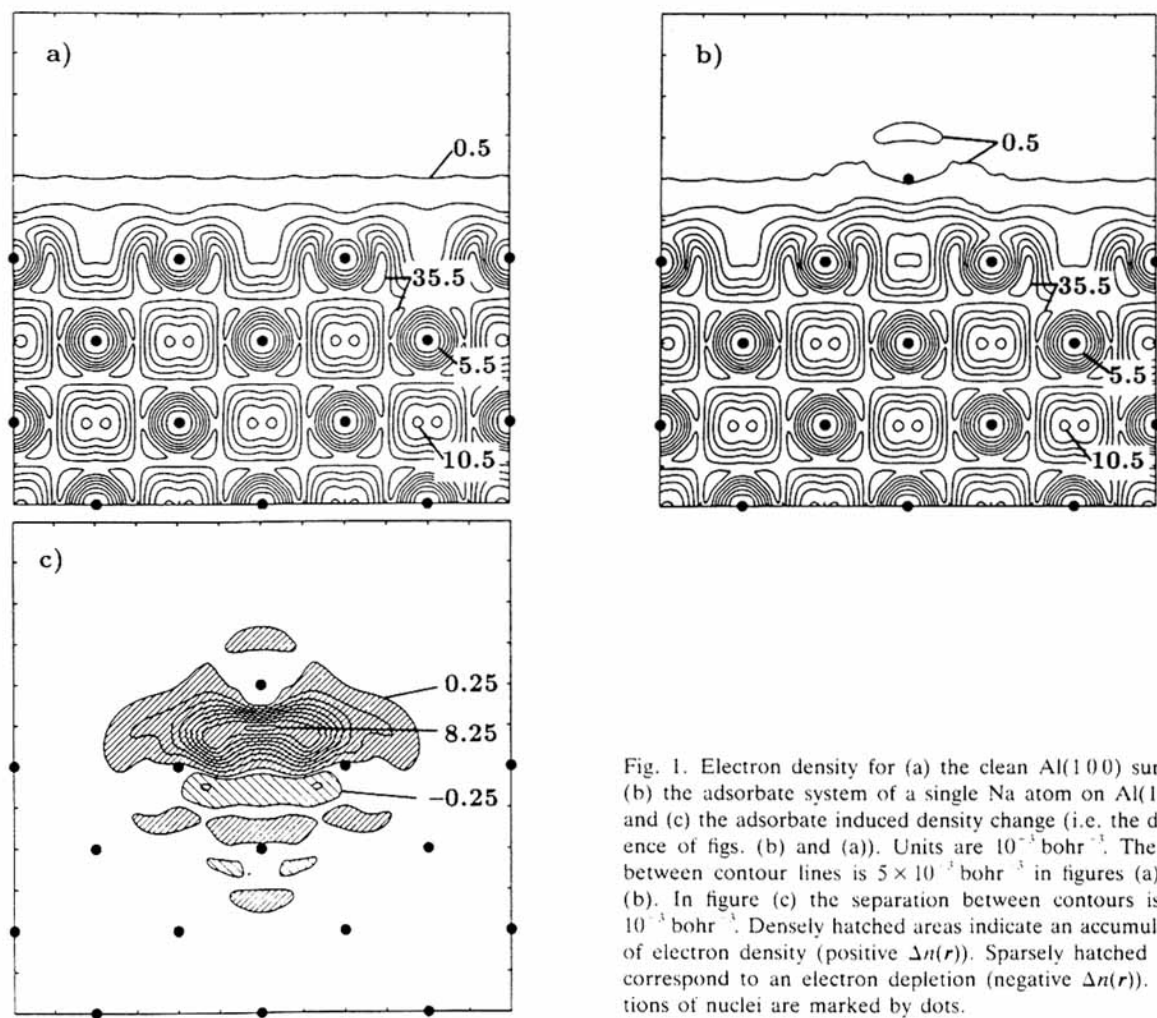 a)
0.5
35.5
5.5
10.5
b)
0.5
35.5
5.5
10.5
c)
0.25
8.25
−0.25
Fig. 1. Electron density for (a) the clean Al(1 0 0) sur
(b) the adsorbate system of a single Na atom on Al(1
and (c) the adsorbate induced density change (i.e. the d
ence of figs. (b) and (a)). Units are 10⁻³ bohr⁻³. The
between contour lines is 5 × 10⁻³ bohr⁻³ in figures (a)
(b). In figure (c) the separation between contours is
10⁻³ bohr⁻³. Densely hatched areas indicate an accumul
of electron density (positive Δn(r)). Sparsely hatched
correspond to an electron depletion (negative Δn(r)).
tions of nuclei are marked by dots.